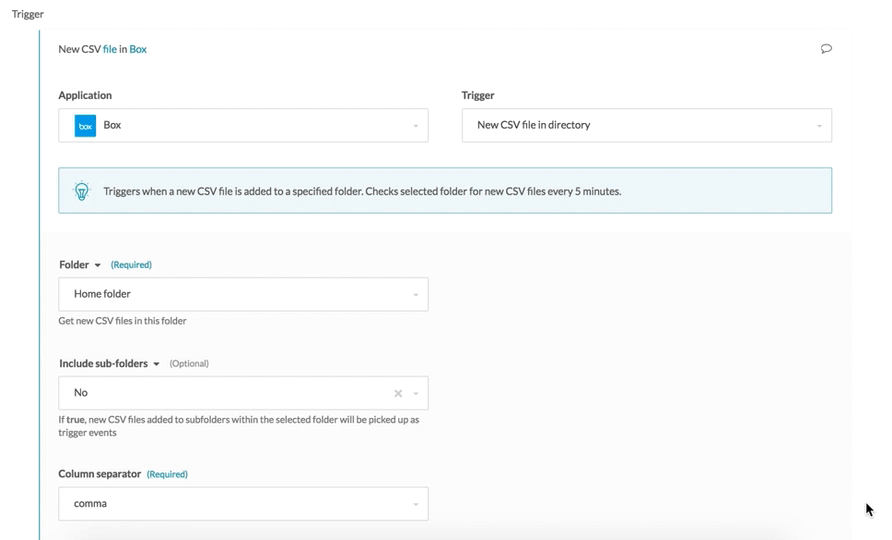 Trigger
New CSV file in Box
Application
Trigger
box Box
New CSV file in directory
Triggers when a new CSV file is added to a specified folder. Checks selected folder for new CSV files every 5 minutes.
Folder (Required)
Home folder
Get new CSV files in this folder
Include sub-folders (Optional)
No
If true, new CSV files added to subfolders within the selected folder will be picked up as
trigger events
Column separator (Required)
comma